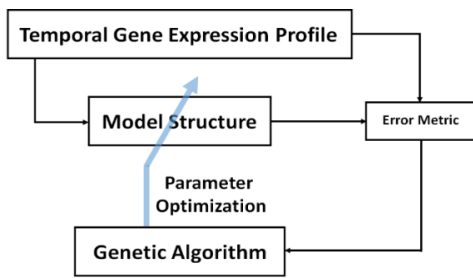 Temporal Gene Expression Profile
Model Structure
Error Metric
Parameter
Optimization
Genetic Algorithm